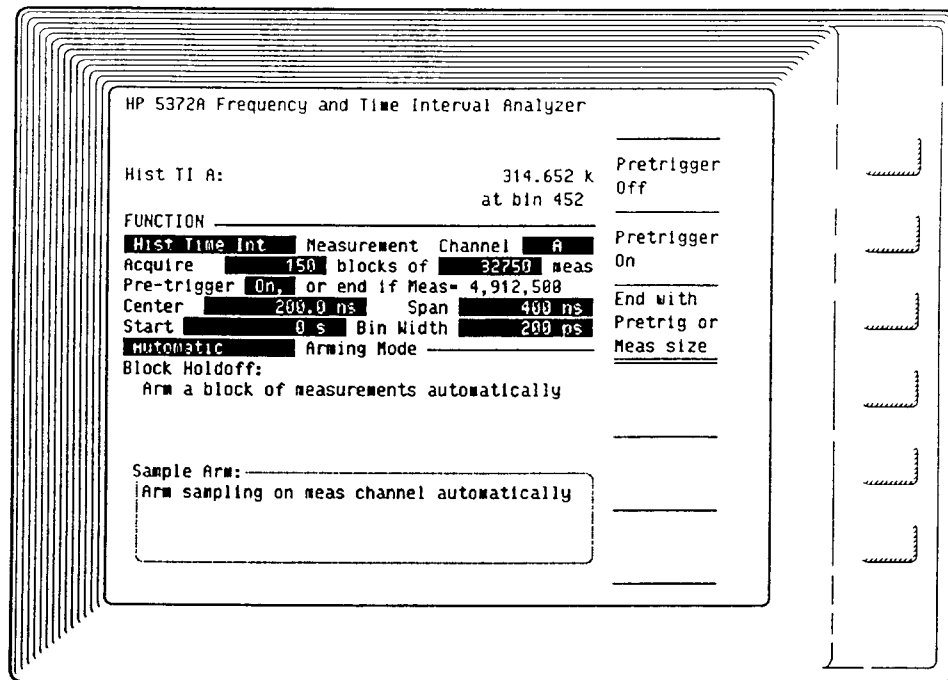 HP 5372A Frequency and Time Interval Analyzer
Hist TI A: 314.652 k
at bin 452
FUNCTION
Hist Time Int Measurement Channel A
Acquire 150 blocks of 32750 meas
Pre-trigger On, or end if Meas= 4,912,500
Center 200.0 ns Span 400 ns
Start 0 s Bin Width 200 ps
Automatic Arming Mode
Block Holdoff:
Arm a block of measurements automatically
Sample Arm:
Arm sampling on meas channel automatically
Pretrigger
Off
Pretrigger
On
End with
Pretrig or
Meas size